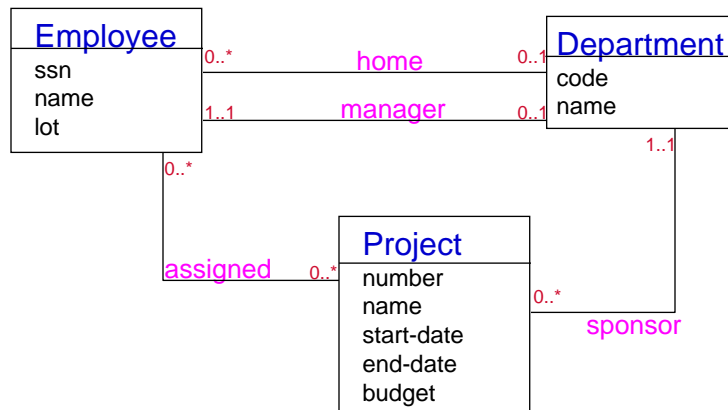 Employee
ssn
name
lot
0..*
home
0..1
1..1
manager
0..1
Department
code
name
0..*
1..1
assigned
0..*
Project
number
name
start-date
end-date
budget
0..*
sponsor